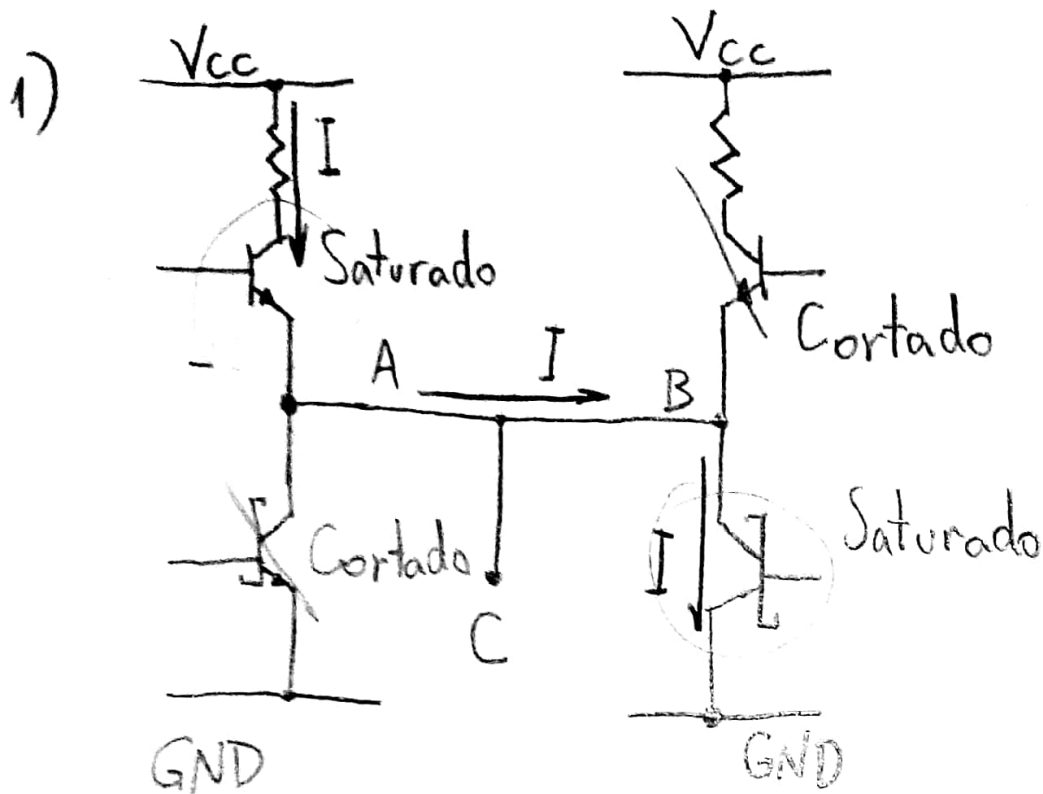 1)
Vcc
Vcc
I
Saturado
Cortado
A
I
B
Cortado
C
I
Saturado
GND
GND